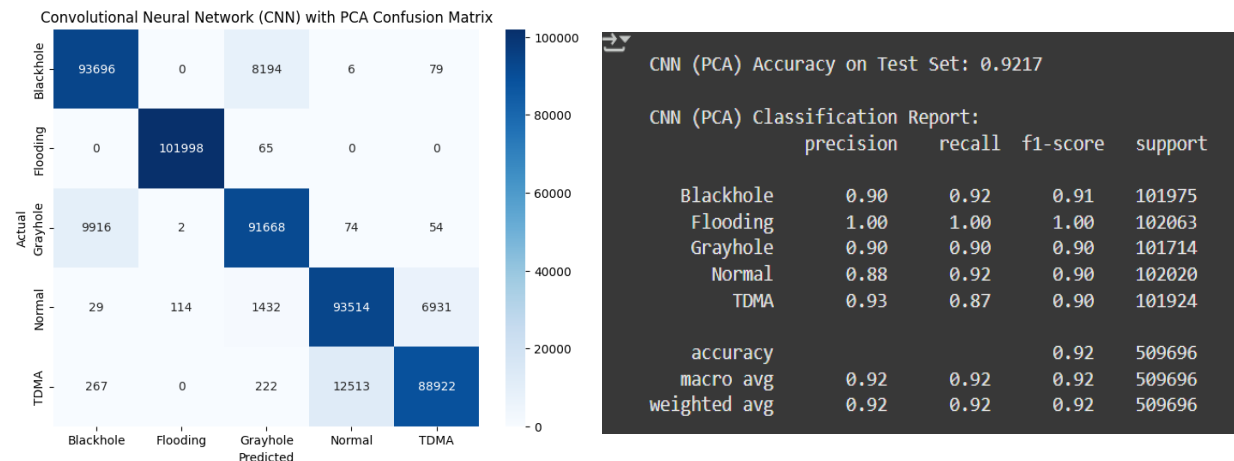 Convolutional Neural Network (CNN) with PCA Confusion Matrix
Blackhole 93696 0 8194 6 79
Flooding 0 101998 65 0 0
Grayhole 9916 2 91668 74 54
Normal 29 114 1432 93514 6931
TDMA 267 0 222 12513 88922
Blackhole Flooding Grayhole Normal TDMA
Predicted
Actual
100000
80000
60000
40000
20000
0
CNN (PCA) Accuracy on Test Set: 0.9217
CNN (PCA) Classification Report:
precision recall f1-score support
Blackhole 0.90 0.92 0.91 101975
Flooding 1.00 1.00 1.00 102063
Grayhole 0.90 0.90 0.90 101714
Normal 0.88 0.92 0.90 102020
TDMA 0.93 0.87 0.90 101924
accuracy 0.92 509696
macro avg 0.92 0.92 0.92 509696
weighted avg 0.92 0.92 0.92 509696